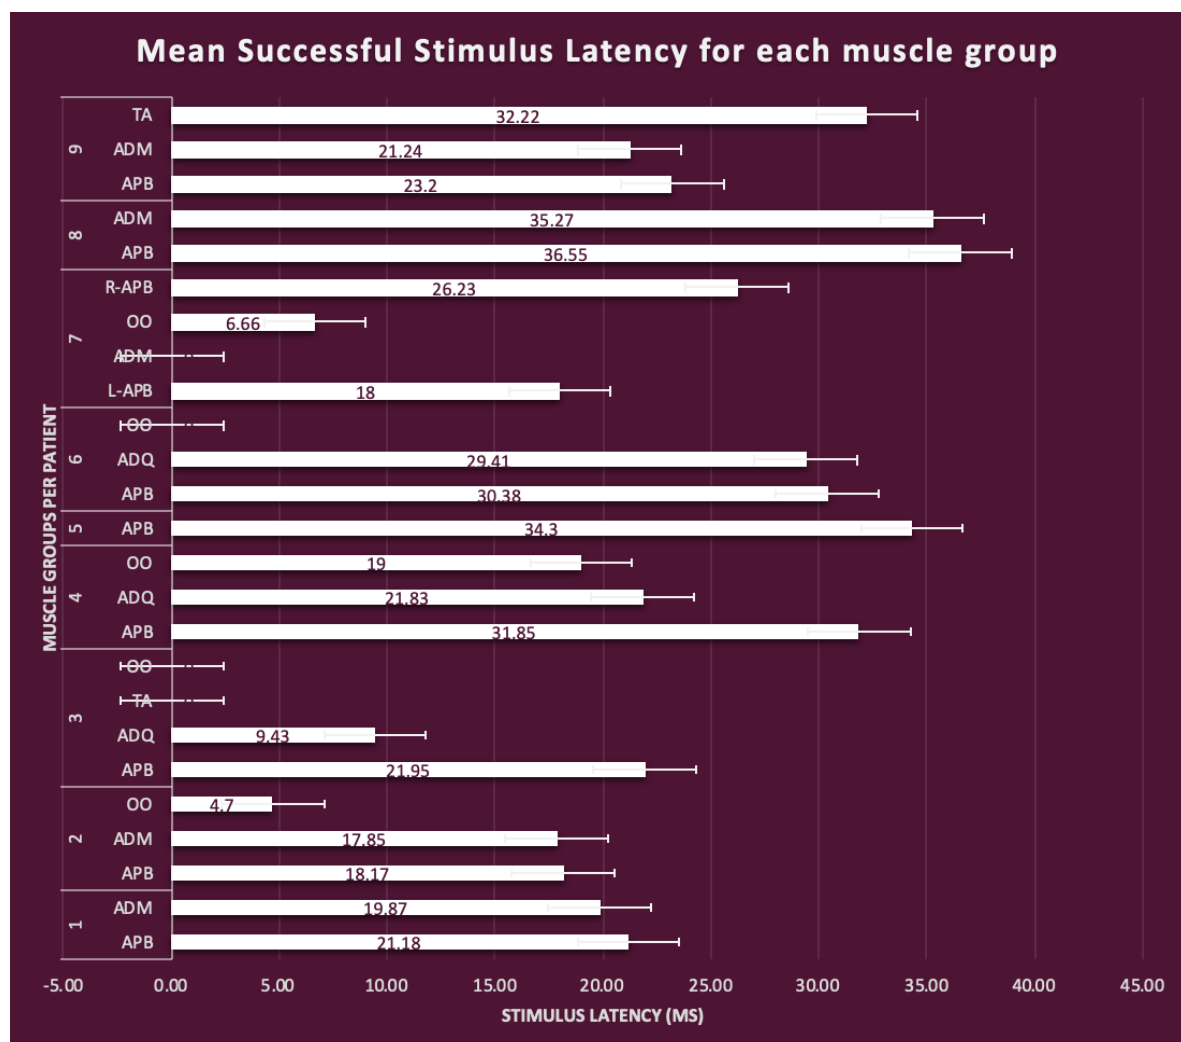 Mean Successful Stimulus Latency for each muscle group
MUSCLE GROUPS PER PATIENT
9
TA 32.22
ADM 21.24
APB 23.2
8
ADM 35.27
APB 36.55
7
R-APB 26.23
OO 6.66
ADM
L-APB 18
6
OO
ADQ 29.41
APB 30.38
5
APB 34.3
4
OO 19
ADQ 21.83
APB 31.85
3
OO
TA
ADQ 9.43
APB 21.95
2
OO 4.7
ADM 17.85
APB 18.17
1
ADM 19.87
APB 21.18
-5.00 0.00 5.00 10.00 15.00 20.00 25.00 30.00 35.00 40.00 45.00
STIMULUS LATENCY (MS)